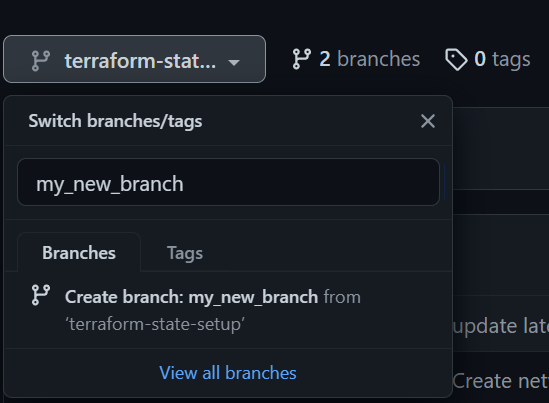 terraform-stat...
2 branches
0 tags
Switch branches/tags
my_new_branch
Branches
Tags
Create branch: my_new_branch from
‘terraform-state-setup’
View all branches
update late
Create net